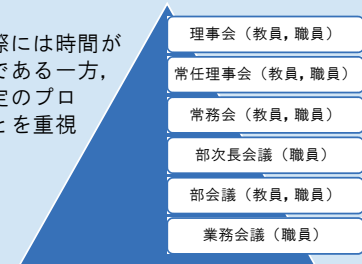 際には時間が
である一方，
定のプロ
とを重視
理事会（教員，職員）
常任理事会（教員，職員）
常務会（教員，職員）
部次長会議（職員）
部会議（教員，職員）
業務会議（職員）